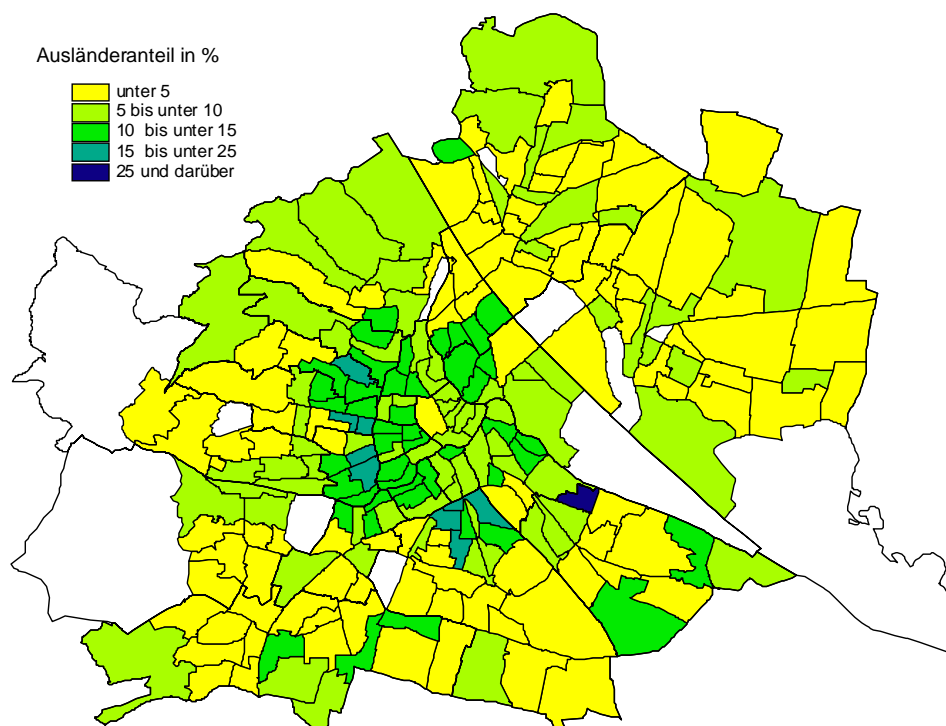 Ausländeranteil in %
unter 5
5 bis unter 10
10 bis unter 15
15 bis unter 25
25 und darüber